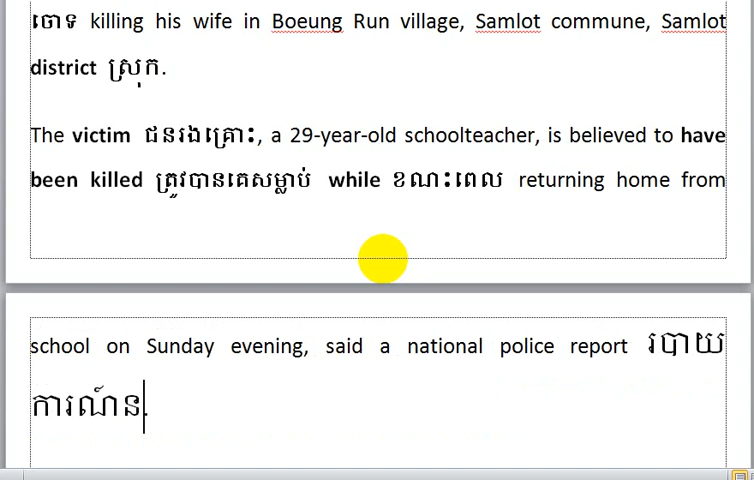 ចោទ killing his wife in Boeung Run village, Samlot commune, Samlot
district ស្រុក.
The victim ជនរងគ្រោះ, a 29-year-old schoolteacher, is believed to have
been killed ត្រូវបានគេសម្លាប់ while ខណះពេល returning home from
school on Sunday evening, said a national police report របាយ
ការណ៍ន.